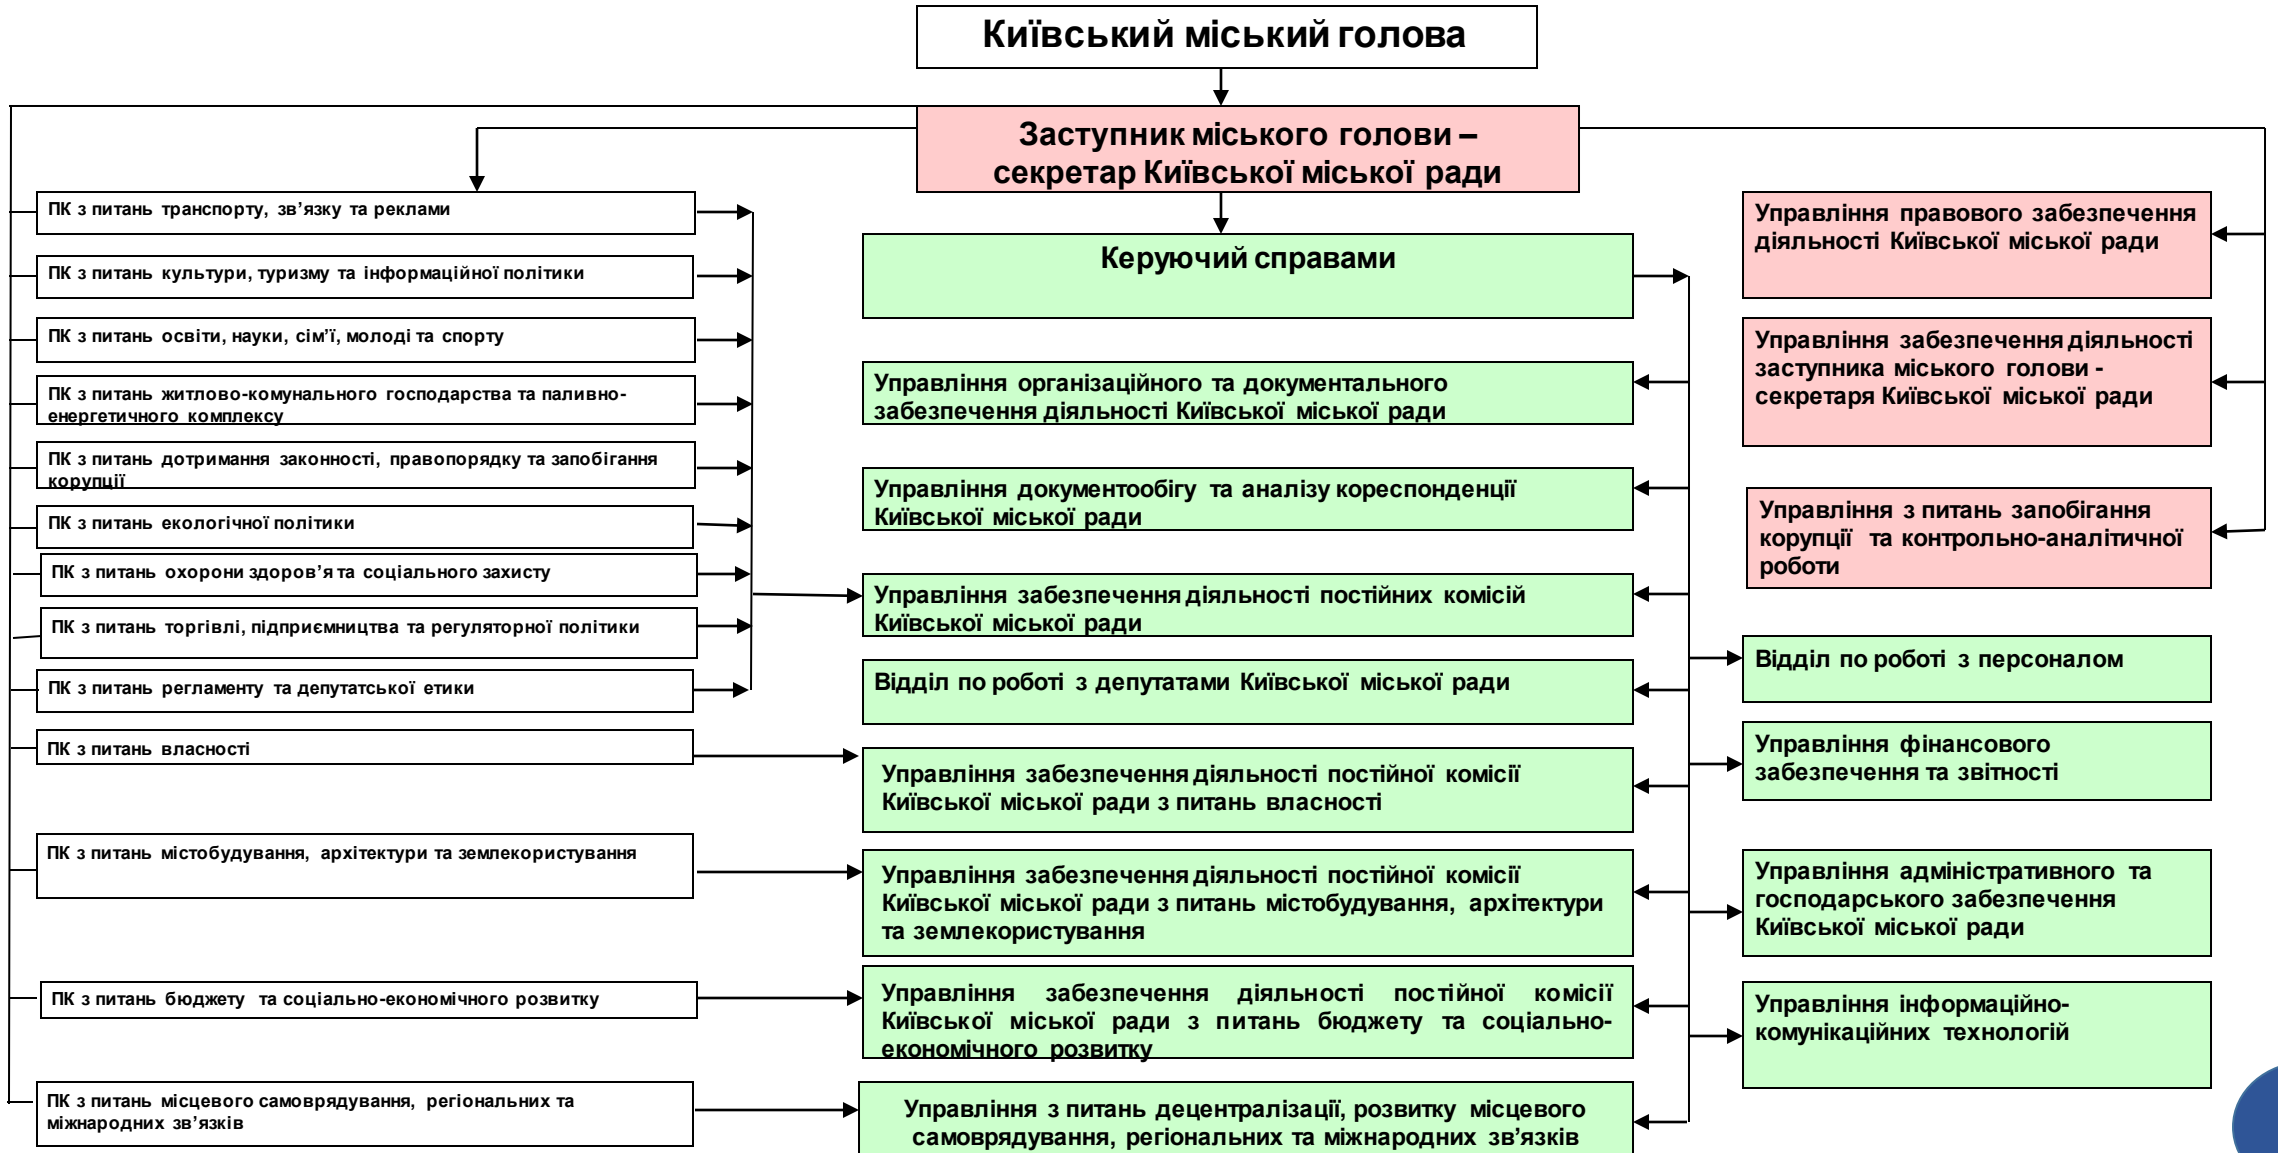 Київський міський голова
Заступник міського голови –
секретар Київської міської ради
ПК з питань транспорту, зв’язку та реклами
ПК з питань культури, туризму та інформаційної політики
ПК з питань освіти, науки, сім’ї, молоді та спорту
ПК з питань житлово-комунального господарства та паливно-
енергетичного комплексу
ПК з питань дотримання законності, правопорядку та запобігання
корупції
ПК з питань екологічної політики
ПК з питань охорони здоров’я та соціального захисту
ПК з питань торгівлі, підприємництва та регуляторної політики
ПК з питань регламенту та депутатської етики
ПК з питань власності
ПК з питань містобудування, архітектури та землекористування
ПК з питань бюджету та соціально-економічного розвитку
ПК з питань місцевого самоврядування, регіональних та
міжнародних зв’язків
Керуючий справами
Управління організаційного та документального
забезпечення діяльності Київської міської ради
Управління документообігу та аналізу кореспонденції
Київської міської ради
Управління забезпечення діяльності постійних комісій
Київської міської ради
Відділ по роботі з депутатами Київської міської ради
Управління забезпечення діяльності постійної комісії
Київської міської ради з питань власності
Управління забезпечення діяльності постійної комісії
Київської міської ради з питань містобудування, архітектури
та землекористування
Управління забезпечення діяльності постійної комісії
Київської міської ради з питань бюджету та соціально-
економічного розвитку
Управління з питань децентралізації, розвитку місцевого
самоврядування, регіональних та міжнародних зв’язків
Управління правового забезпечення
діяльності Київської міської ради
Управління забезпечення діяльності
заступника міського голови -
секретаря Київської міської ради
Управління з питань запобігання
корупції та контрольно-аналітичної
роботи
Відділ по роботі з персоналом
Управління фінансового
забезпечення та звітності
Управління адміністративного та
господарського забезпечення
Київської міської ради
Управління інформаційно-
комунікаційних технологій